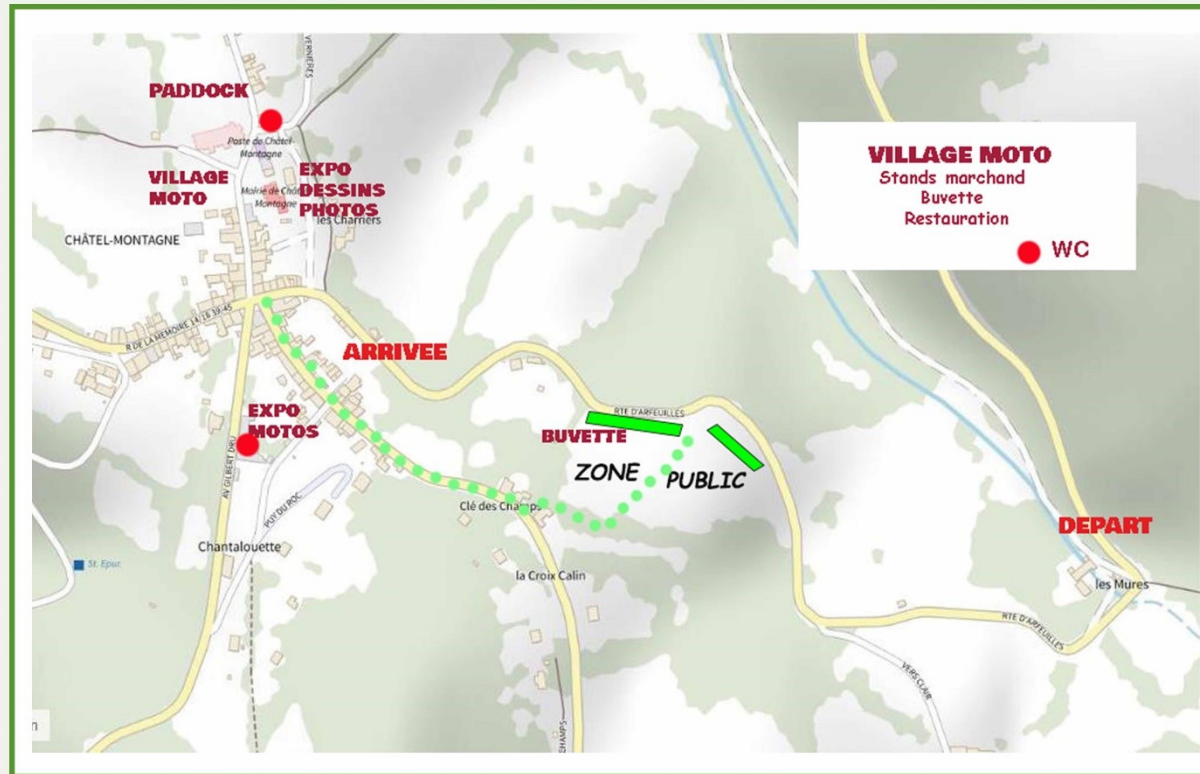 VERNIÈRES
PADDOCK
Poste de Châtel-
Montagne
VILLAGE
MOTO
EXPO
DESSINS
PHOTOS
Mairie de Châtel
Montagne
les Charriers
CHÂTEL-MONTAGNE
VILLAGE MOTO
Stands marchand
Buvette
Restauration
WC
R DE LA MEMOIRE 14-18 39-45
ARRIVEE
EXPO
MOTOS
RTE D'ARFEUILLES
BUVETTE
ZONE PUBLIC
AV GILBERT DRU
PUY DU ROC
Clé des Champs
DEPART
Chantalouette
St. Epur.
la Croix Calin
les Mures
RTE D'ARFEUILLES
VERS CLAIR
CHAMPS
n